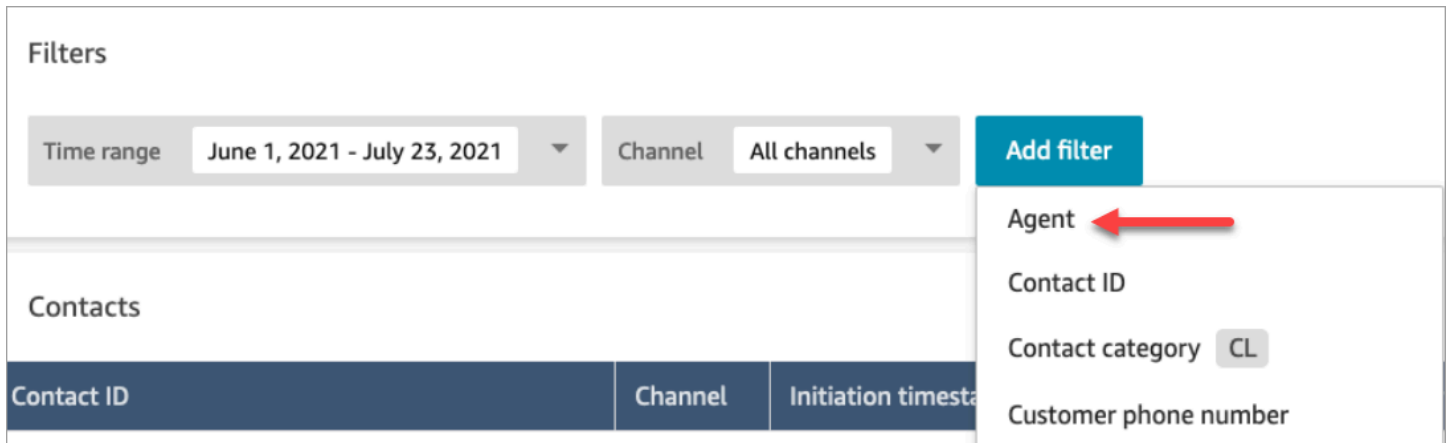 Filters
Time range June 1, 2021 - July 23, 2021 Channel All channels Add filter
Agent
Contact ID
Contact category CL
Customer phone number
Contacts
Contact ID Channel Initiation timesta